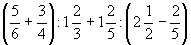 (5/6 + 3/4) : 1 2/3 + 1 2/5 : (2 1/2 − 2/5)